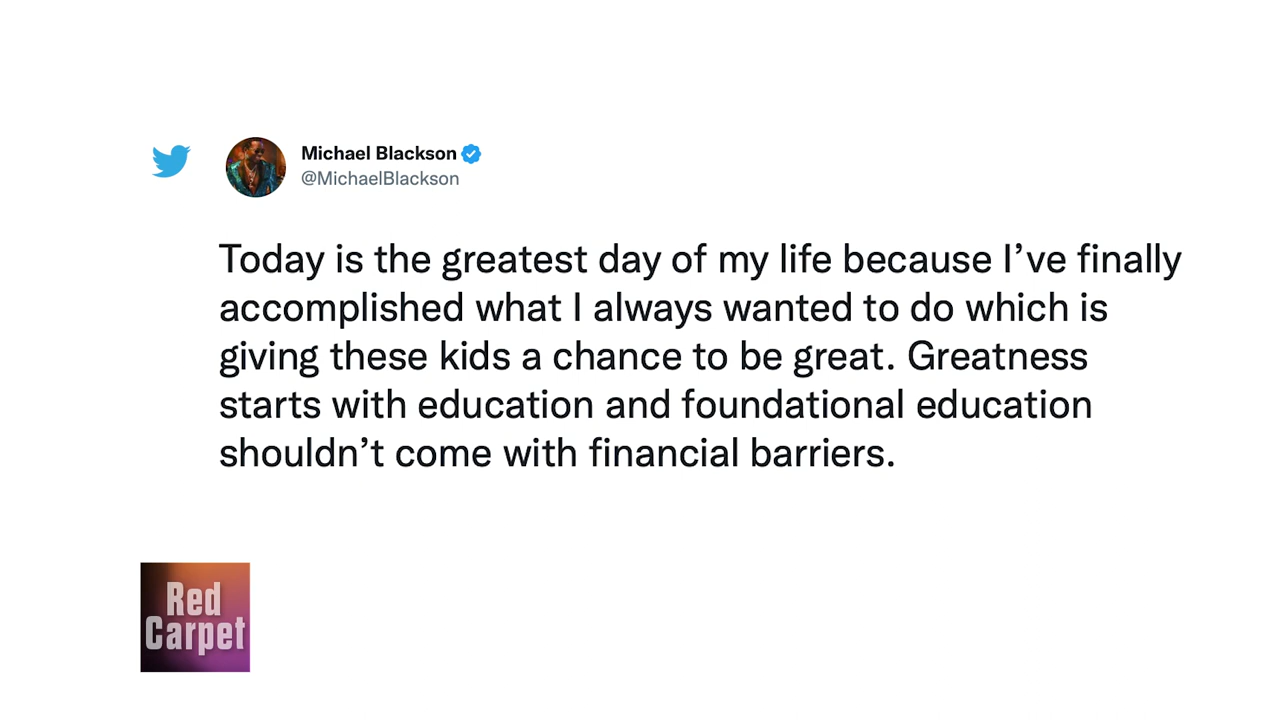 Michael Blackson
@MichaelBlackson
Today is the greatest day of my life because I’ve finally
accomplished what I always wanted to do which is
giving these kids a chance to be great. Greatness
starts with education and foundational education
shouldn’t come with financial barriers.
Red
Carpet